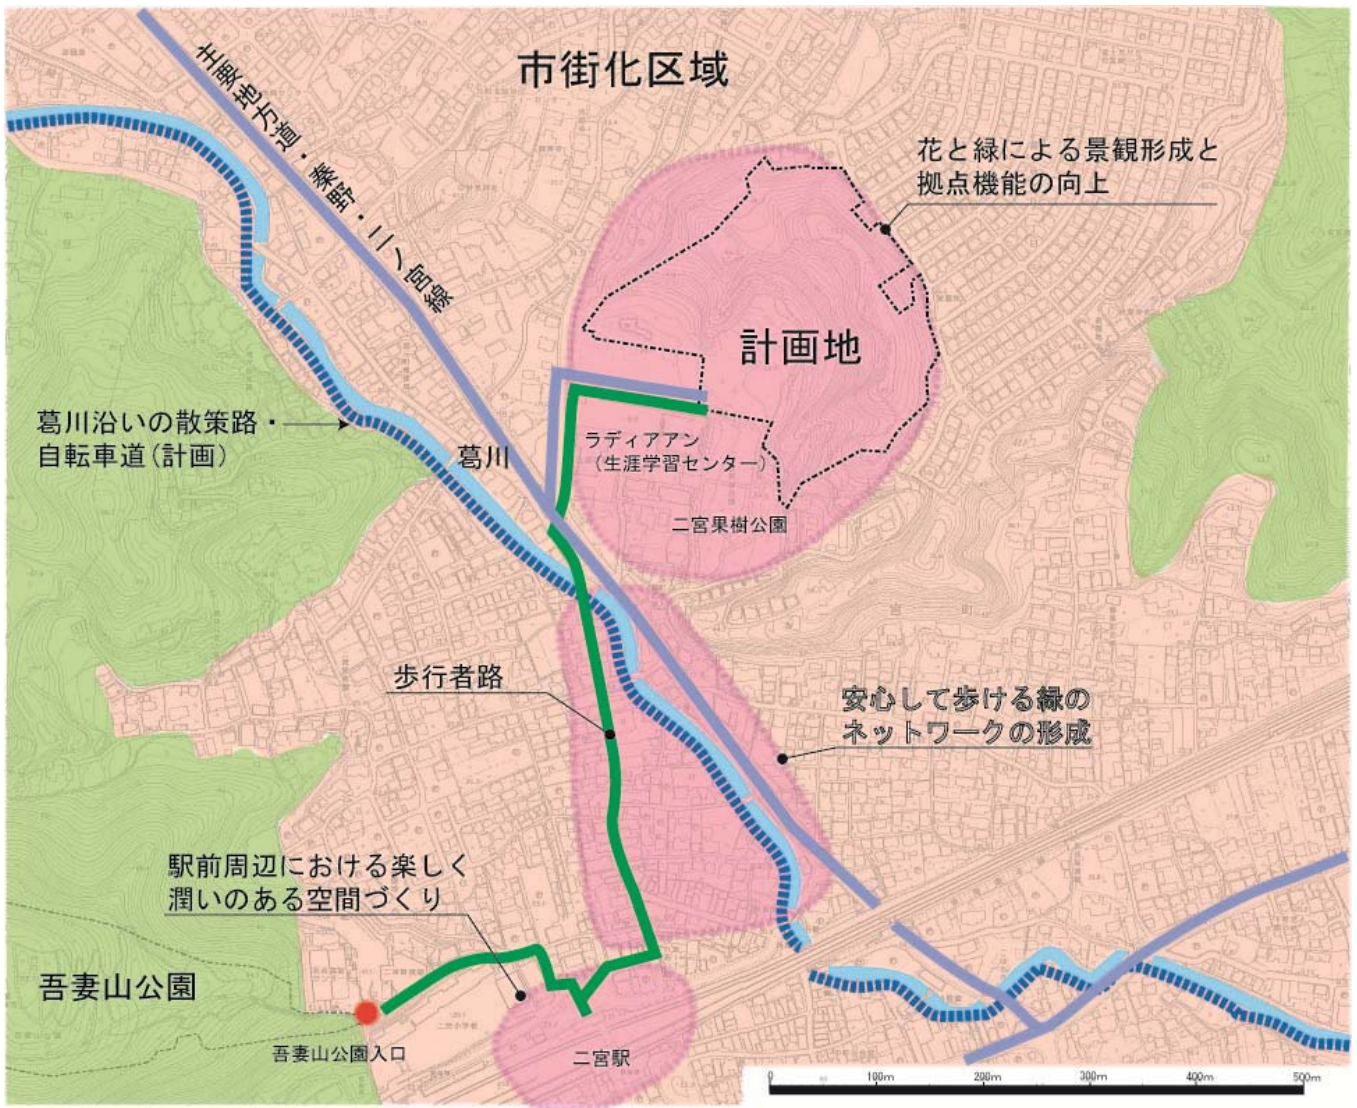 市街化区域
主要地方道・秦野・二ノ宮線
花と緑による景観形成と
拠点機能の向上
計画地
葛川沿いの散策路・
自転車道(計画)
葛川
ラディアアン
(生涯学習センター)
二宮果樹公園
歩行者路
安心して歩ける緑の
ネットワークの形成
駅前周辺における楽しく
潤いのある空間づくり
吾妻山公園
吾妻山公園入口
二宮駅
0 100m 200m 300m 400m 500m